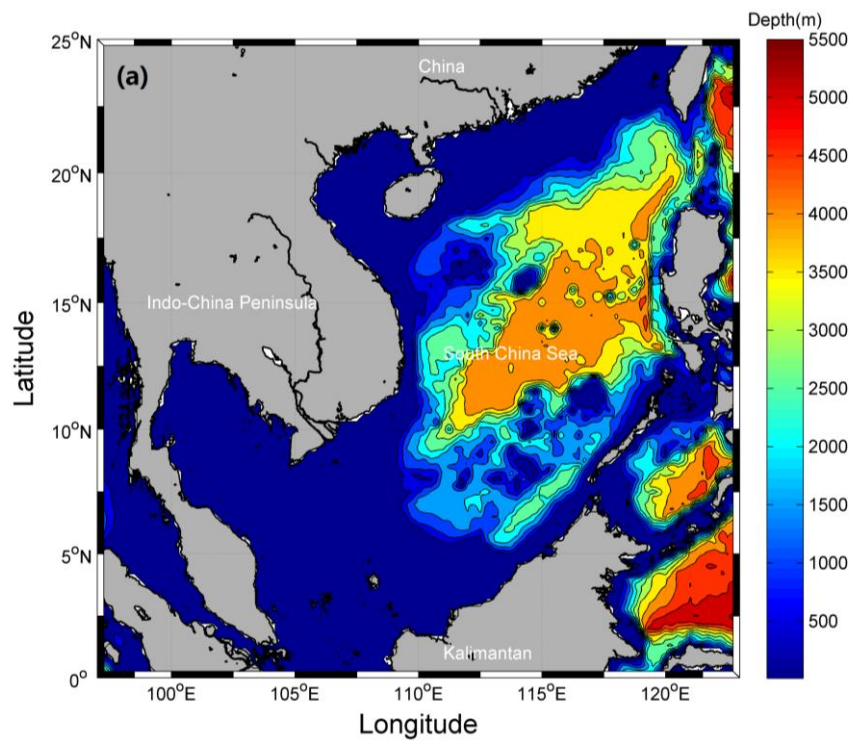 Depth(m)
(a)
China
Indo-China Peninsula
South China Sea
Kalimantan
25°N
20°N
15°N
10°N
5°N
0°
Latitude
100°E
105°E
110°E
115°E
120°E
Longitude
5500
5000
4500
4000
3500
3000
2500
2000
1500
1000
500